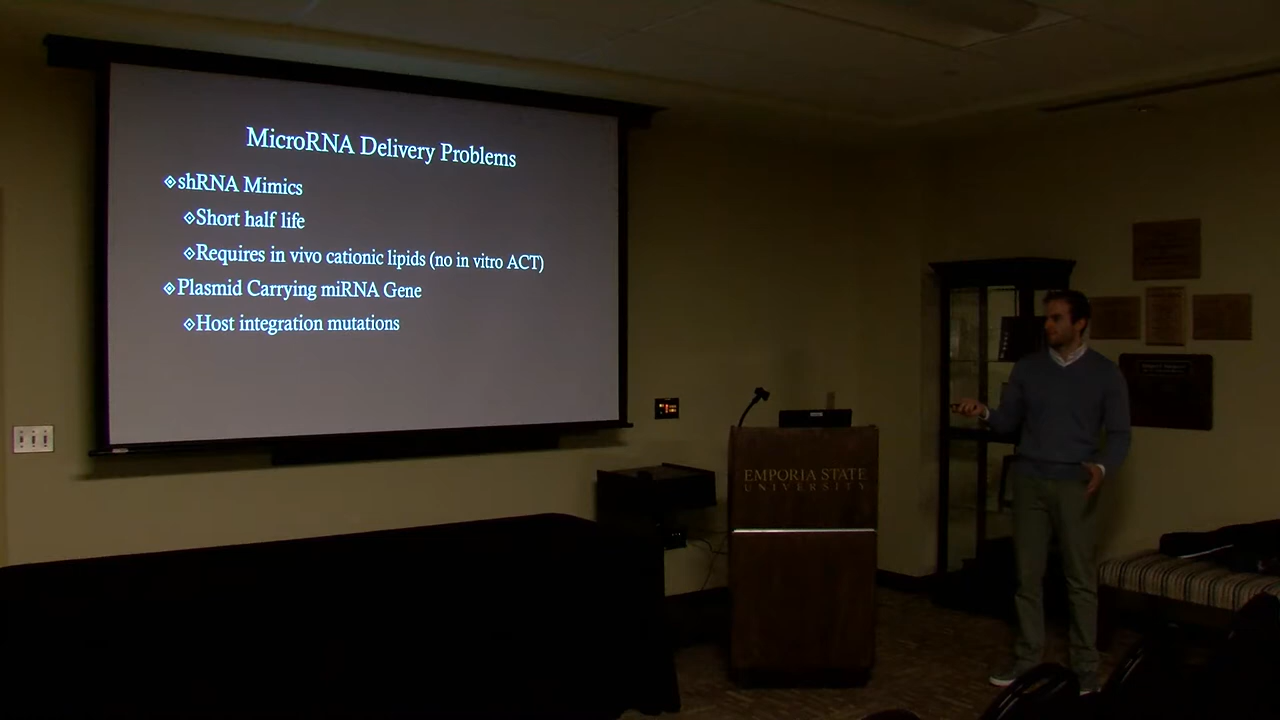 MicroRNA Delivery Problems
shRNA Mimics
Short half life
Requires in vivo cationic lipids (no in vitro ACT)
Plasmid Carrying miRNA Gene
Host integration mutations
EMPORIA STATE
UNIVERSITY